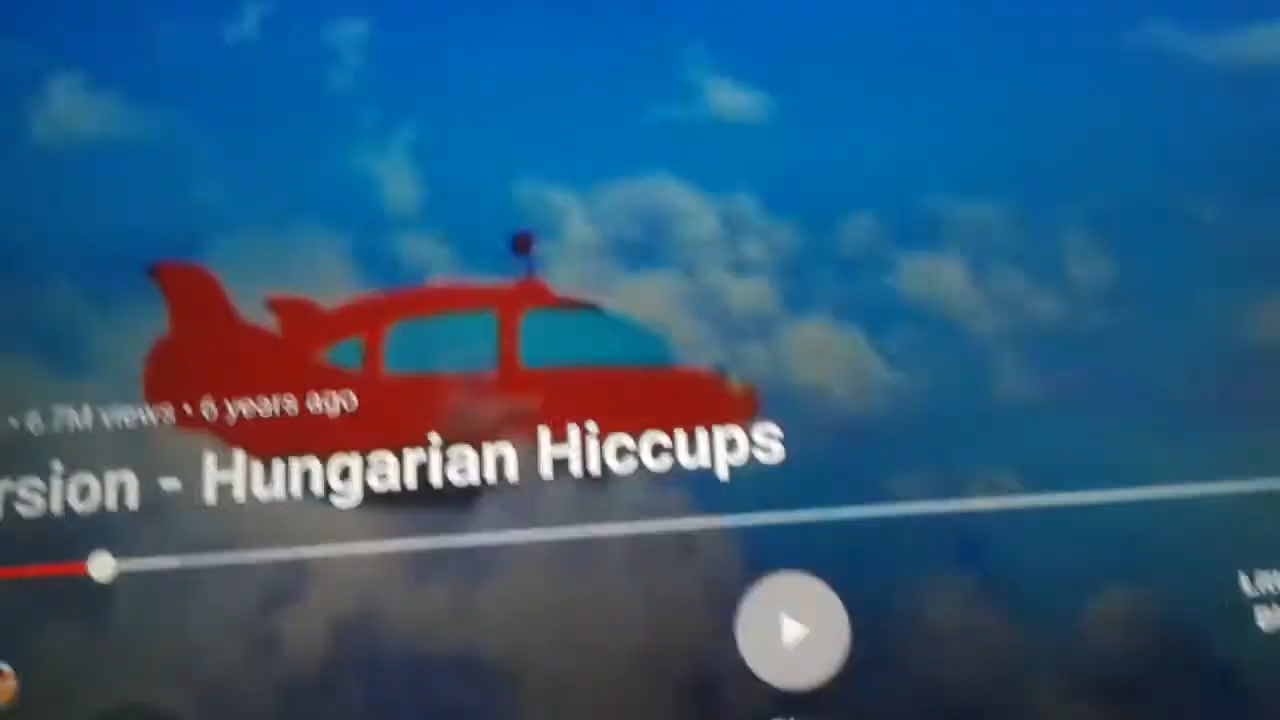 • 6.7M views • 6 years ago
rsion - Hungarian Hiccups